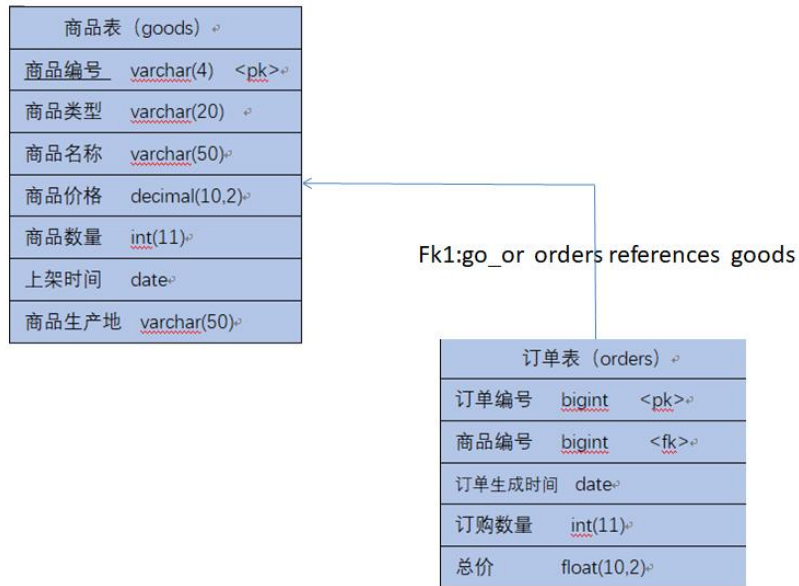 商品表（goods）
商品编号 varchar(4) <pk>
商品类型 varchar(20)
商品名称 varchar(50)
商品价格 decimal(10,2)
商品数量 int(11)
上架时间 date
商品生产地 varchar(50)
Fk1:go_or orders references goods
订单表（orders）
订单编号 bigint <pk>
商品编号 bigint <fk>
订单生成时间 date
订购数量 int(11)
总价 float(10,2)